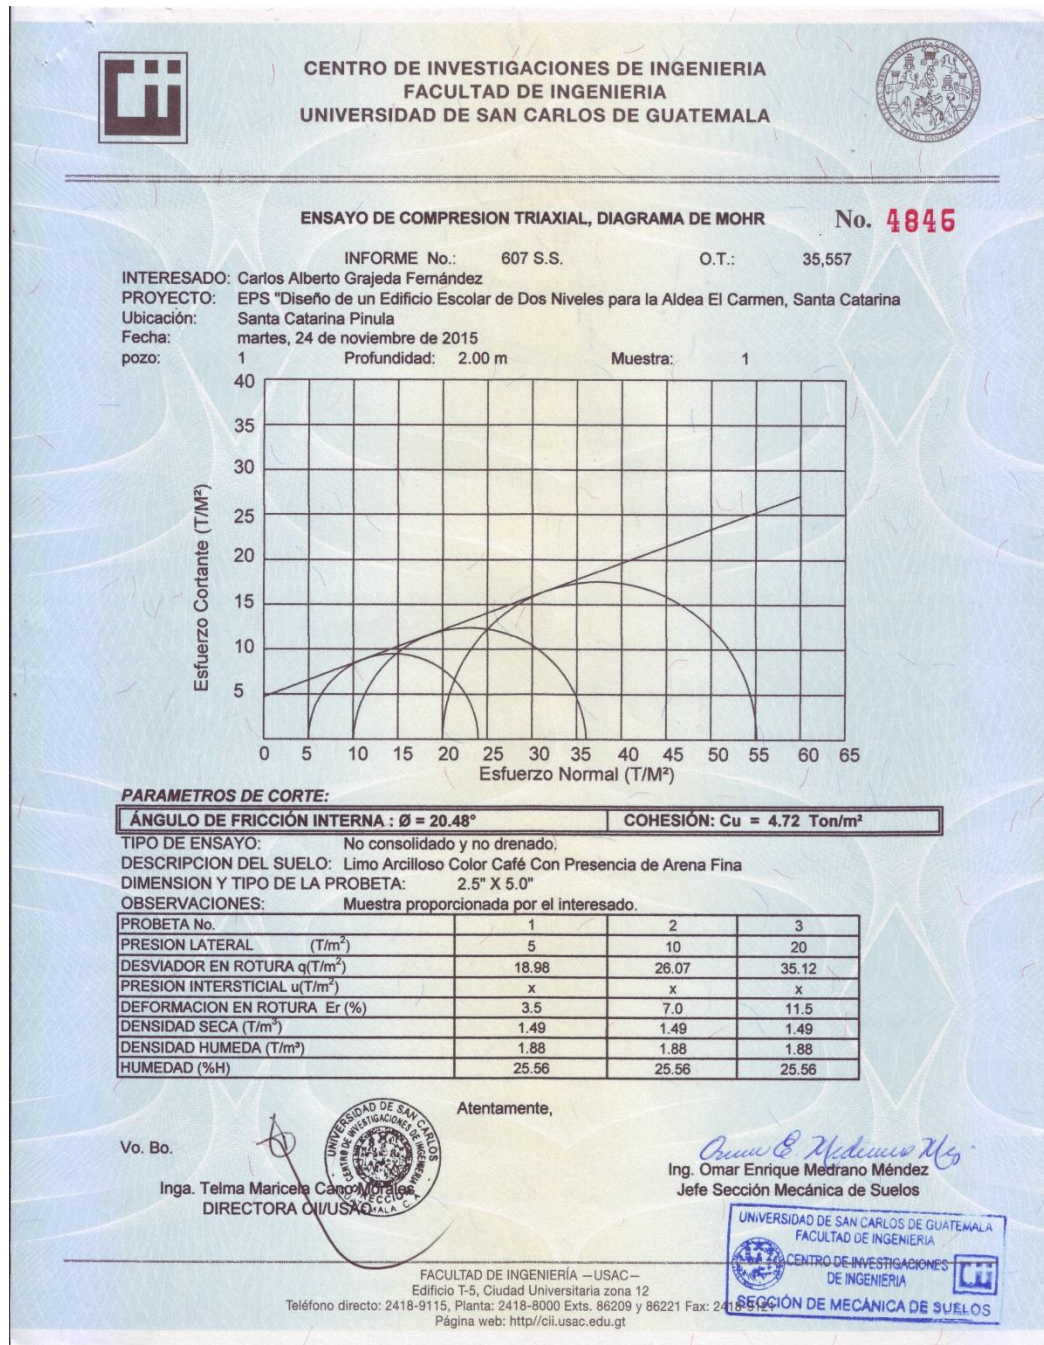 Cii
CENTRO DE INVESTIGACIONES DE INGENIERIA
FACULTAD DE INGENIERIA
UNIVERSIDAD DE SAN CARLOS DE GUATEMALA
ENSAYO DE COMPRESION TRIAXIAL, DIAGRAMA DE MOHR No. 4846
INFORME No.: 607 S.S. O.T.: 35,557
INTERESADO: Carlos Alberto Grajeda Fernández
PROYECTO: EPS "Diseño de un Edificio Escolar de Dos Niveles para la Aldea El Carmen, Santa Catarina
Ubicación: Santa Catarina Pinula
Fecha: martes, 24 de noviembre de 2015
pozo: 1 Profundidad: 2.00 m Muestra: 1
40
35
30
25
20
15
10
5
Esfuerzo Cortante (T/M²)
0 5 10 15 20 25 30 35 40 45 50 55 60 65
Esfuerzo Normal (T/M²)
PARAMETROS DE CORTE:
ÁNGULO DE FRICCIÓN INTERNA : Ø = 20.48° COHESIÓN: Cu = 4.72 Ton/m²
TIPO DE ENSAYO: No consolidado y no drenado.
DESCRIPCION DEL SUELO: Limo Arcilloso Color Café Con Presencia de Arena Fina
DIMENSION Y TIPO DE LA PROBETA: 2.5" X 5.0"
OBSERVACIONES: Muestra proporcionada por el interesado.
PROBETA No. 1 2 3
PRESION LATERAL (T/m²) 5 10 20
DESVIADOR EN ROTURA q(T/m²) 18.98 26.07 35.12
PRESION INTERSTICIAL u(T/m²) x x x
DEFORMACION EN ROTURA Er (%) 3.5 7.0 11.5
DENSIDAD SECA (T/m³) 1.49 1.49 1.49
DENSIDAD HUMEDA (T/m³) 1.88 1.88 1.88
HUMEDAD (%H) 25.56 25.56 25.56
Atentamente,
Vo. Bo.
UNIVERSIDAD DE SAN CARLOS
CENTRO DE INVESTIGACIONES DE INGENIERIA
Inga. Telma Maricela Cano Morales
DIRECTORA CII/USAC
Ing. Omar Enrique Medrano Méndez
Jefe Sección Mecánica de Suelos
UNIVERSIDAD DE SAN CARLOS DE GUATEMALA
FACULTAD DE INGENIERIA
CENTRO DE INVESTIGACIONES
DE INGENIERIA
Cii
SECCIÓN DE MECÁNICA DE SUELOS
FACULTAD DE INGENIERÍA —USAC—
Edificio T-5, Ciudad Universitaria zona 12
Teléfono directo: 2418-9115, Planta: 2418-8000 Exts. 86209 y 86221 Fax: 2418-9121
Página web: http//cii.usac.edu.gt